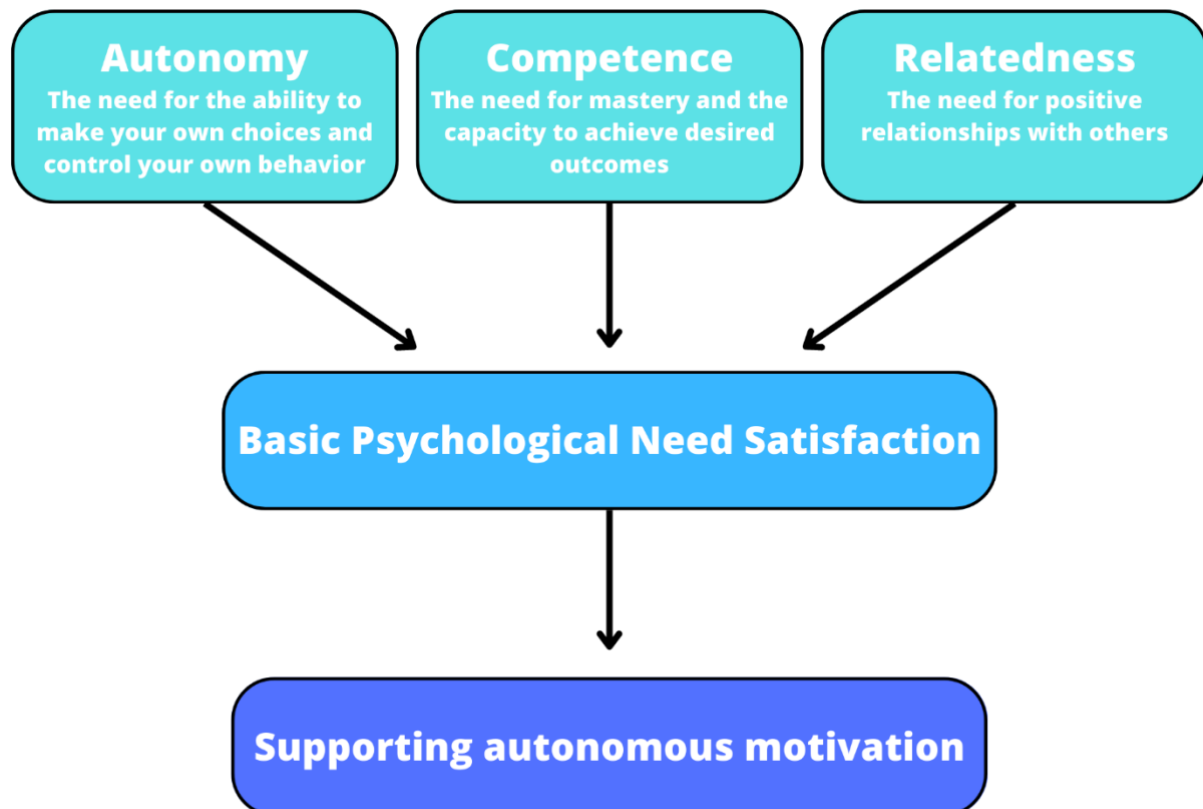 Autonomy
The need for the ability to
make your own choices and
control your own behavior
Competence
The need for mastery and the
capacity to achieve desired
outcomes
Relatedness
The need for positive
relationships with others
Basic Psychological Need Satisfaction
Supporting autonomous motivation